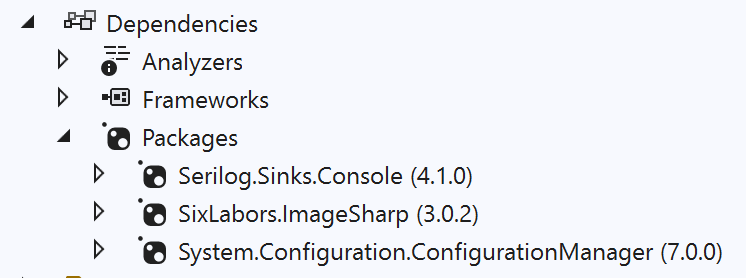 Dependencies
Analyzers
Frameworks
Packages
Serilog.Sinks.Console (4.1.0)
SixLabors.ImageSharp (3.0.2)
System.Configuration.ConfigurationManager (7.0.0)